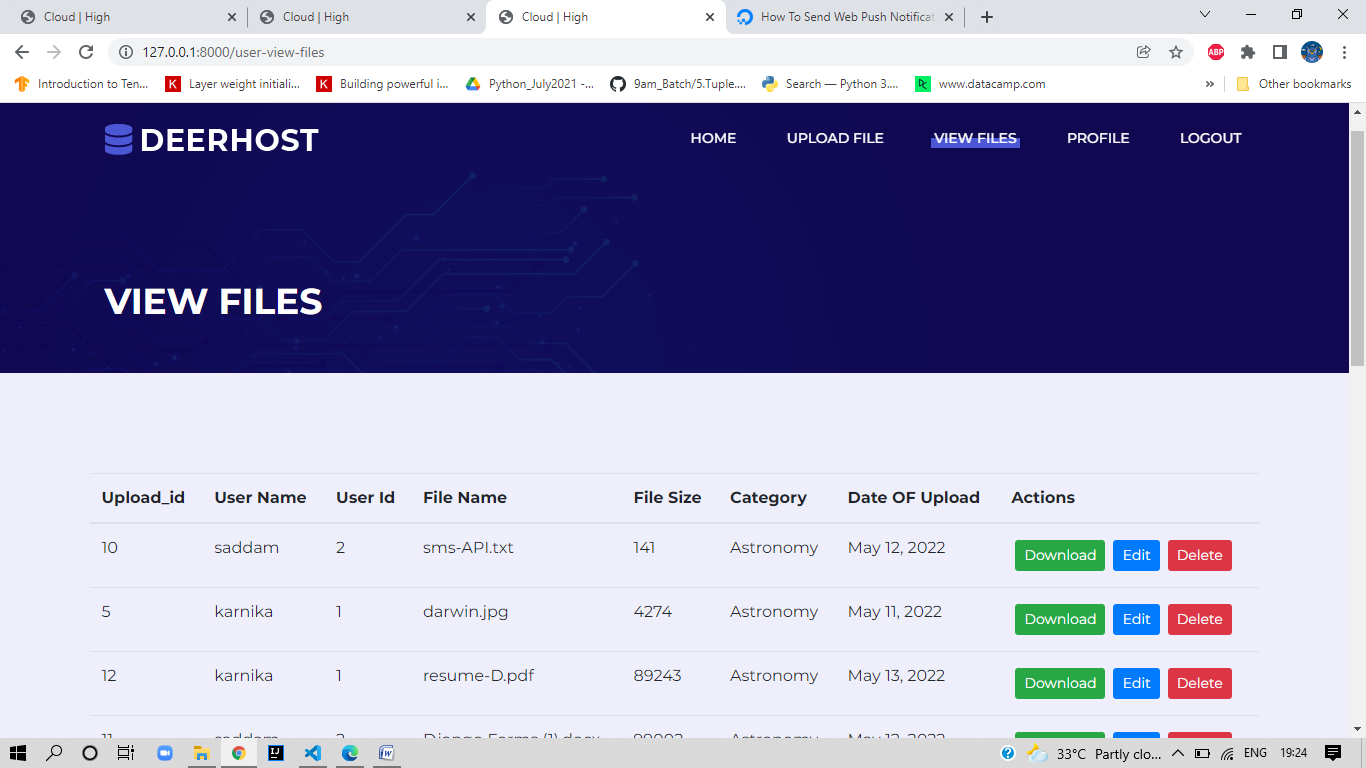 Cloud | High
Cloud | High
Cloud | High
How To Send Web Push Notificat
127.0.0.1:8000/user-view-files
ABP
Introduction to Ten...
K
Layer weight initiali...
K
Building powerful i...
Python_July2021 -...
9am_Batch/5.Tuple....
Search — Python 3....
DC
www.datacamp.com
»
Other bookmarks
DEERHOST
HOME
UPLOAD FILE
VIEW FILES
PROFILE
LOGOUT
VIEW FILES
Upload_id User Name User Id File Name File Size Category Date OF Upload Actions
10 saddam 2 sms-API.txt 141 Astronomy May 12, 2022 Download Edit Delete
5 karnika 1 darwin.jpg 4274 Astronomy May 11, 2022 Download Edit Delete
12 karnika 1 resume-D.pdf 89243 Astronomy May 13, 2022 Download Edit Delete
33°C Partly clo... ENG 19:24